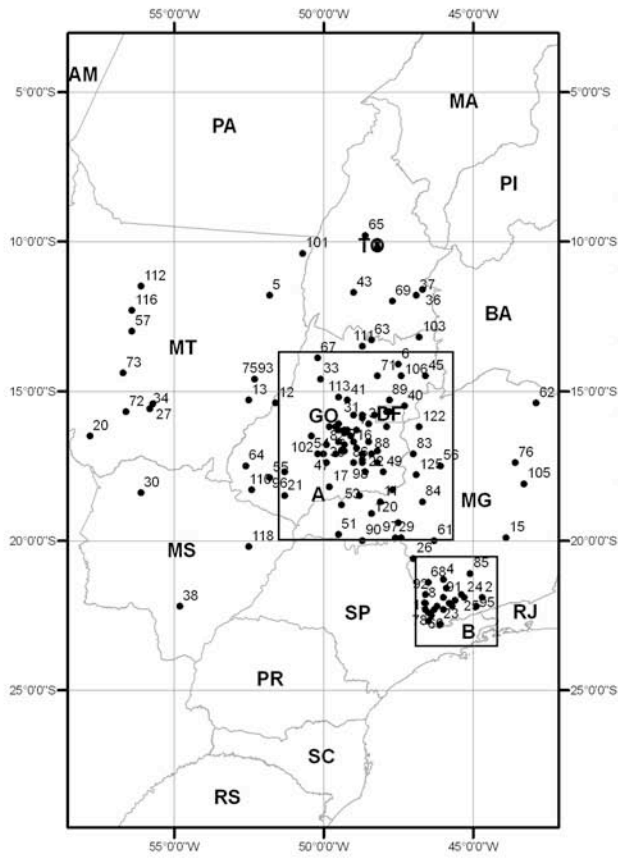 55°0'0"W 50°0'0"W 45°0'0"W
AM
5°0'0"S 5°0'0"S
MA
PA
PI
65
10°0'0"S 10°0'0"S
101
112 5 43 69 37
36
116
BA
57 63 103
111
MT 67 6
73 7593 33 71 106 45
13 12 113 41 89 40 62
72 34
27 31 DF
GO
20 16 122
102 88 83 56 76
64 55 47 49 125
96 21 17 105
30 A 84 MG
120
51 90 97 29 61 15
118 26
MS
85
68 4
92 91 24 2
38 95
SP 23 RJ
78 B
PR
25°0'0"S 25°0'0"S
SC
RS
15°0'0"S 15°0'0"S
20°0'0"S 20°0'0"S
55°0'0"W 50°0'0"W 45°0'0"W